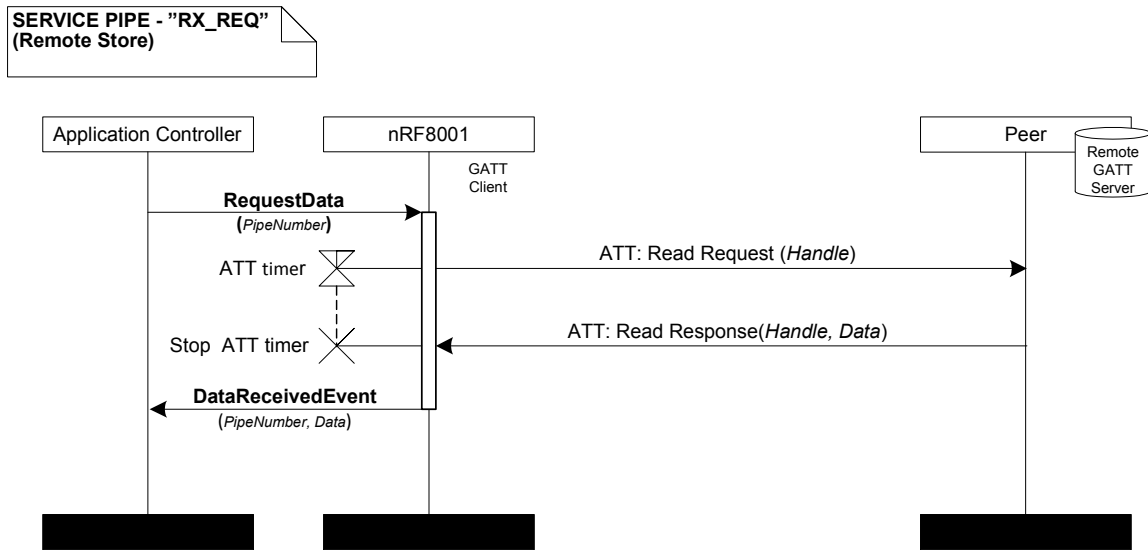 SERVICE PIPE - ”RX_REQ”
(Remote Store)
Application Controller
nRF8001
Peer
Remote
GATT
Server
GATT
Client
RequestData
(PipeNumber)
ATT timer
ATT: Read Request (Handle)
Stop ATT timer
ATT: Read Response(Handle, Data)
DataReceivedEvent
(PipeNumber, Data)